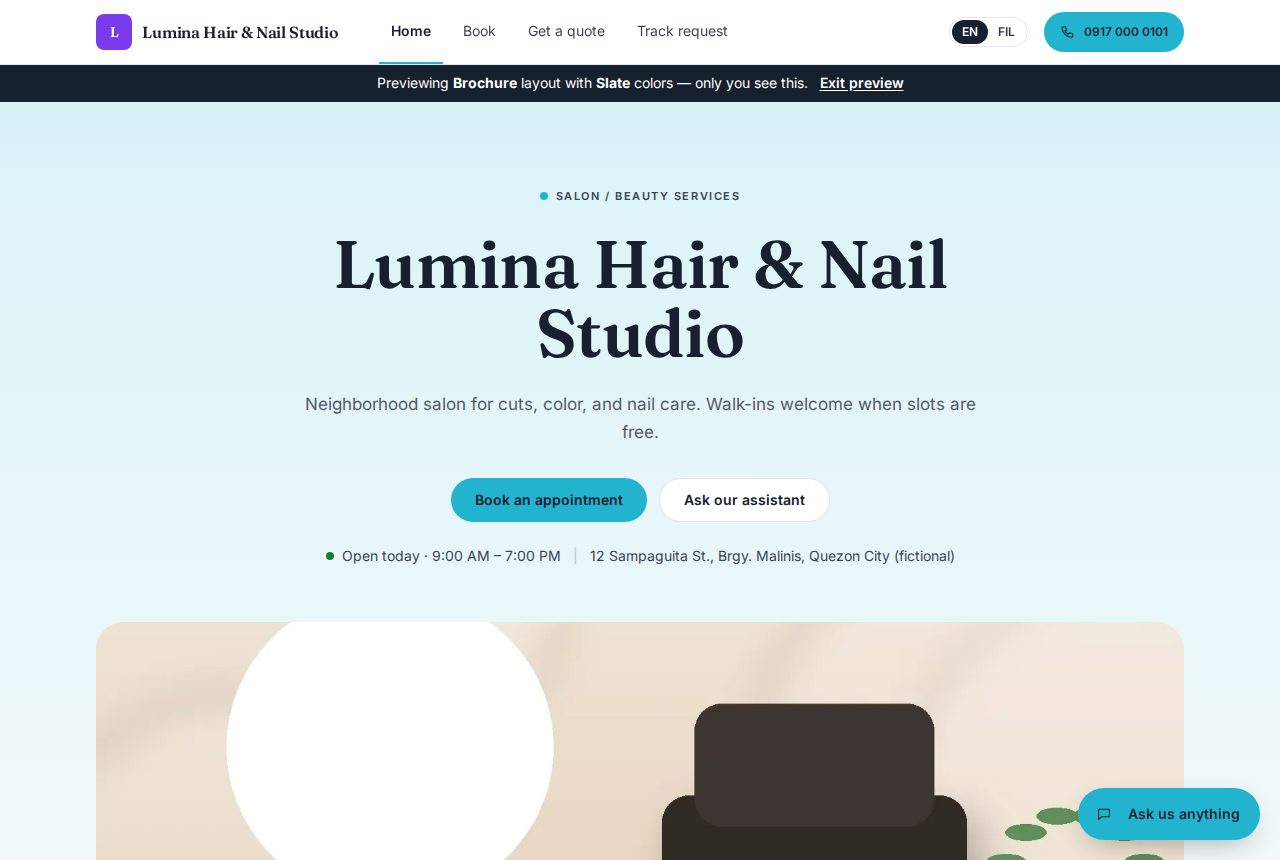 L Lumina Hair & Nail Studio Home Book Get a quote Track request EN FIL 0917 000 0101
Previewing Brochure layout with Slate colors — only you see this. Exit preview
SALON / BEAUTY SERVICES
Lumina Hair & Nail
Studio
Neighborhood salon for cuts, color, and nail care. Walk-ins welcome when slots are
free.
Book an appointment Ask our assistant
Open today · 9:00 AM – 7:00 PM | 12 Sampaguita St., Brgy. Malinis, Quezon City (fictional)
Ask us anything